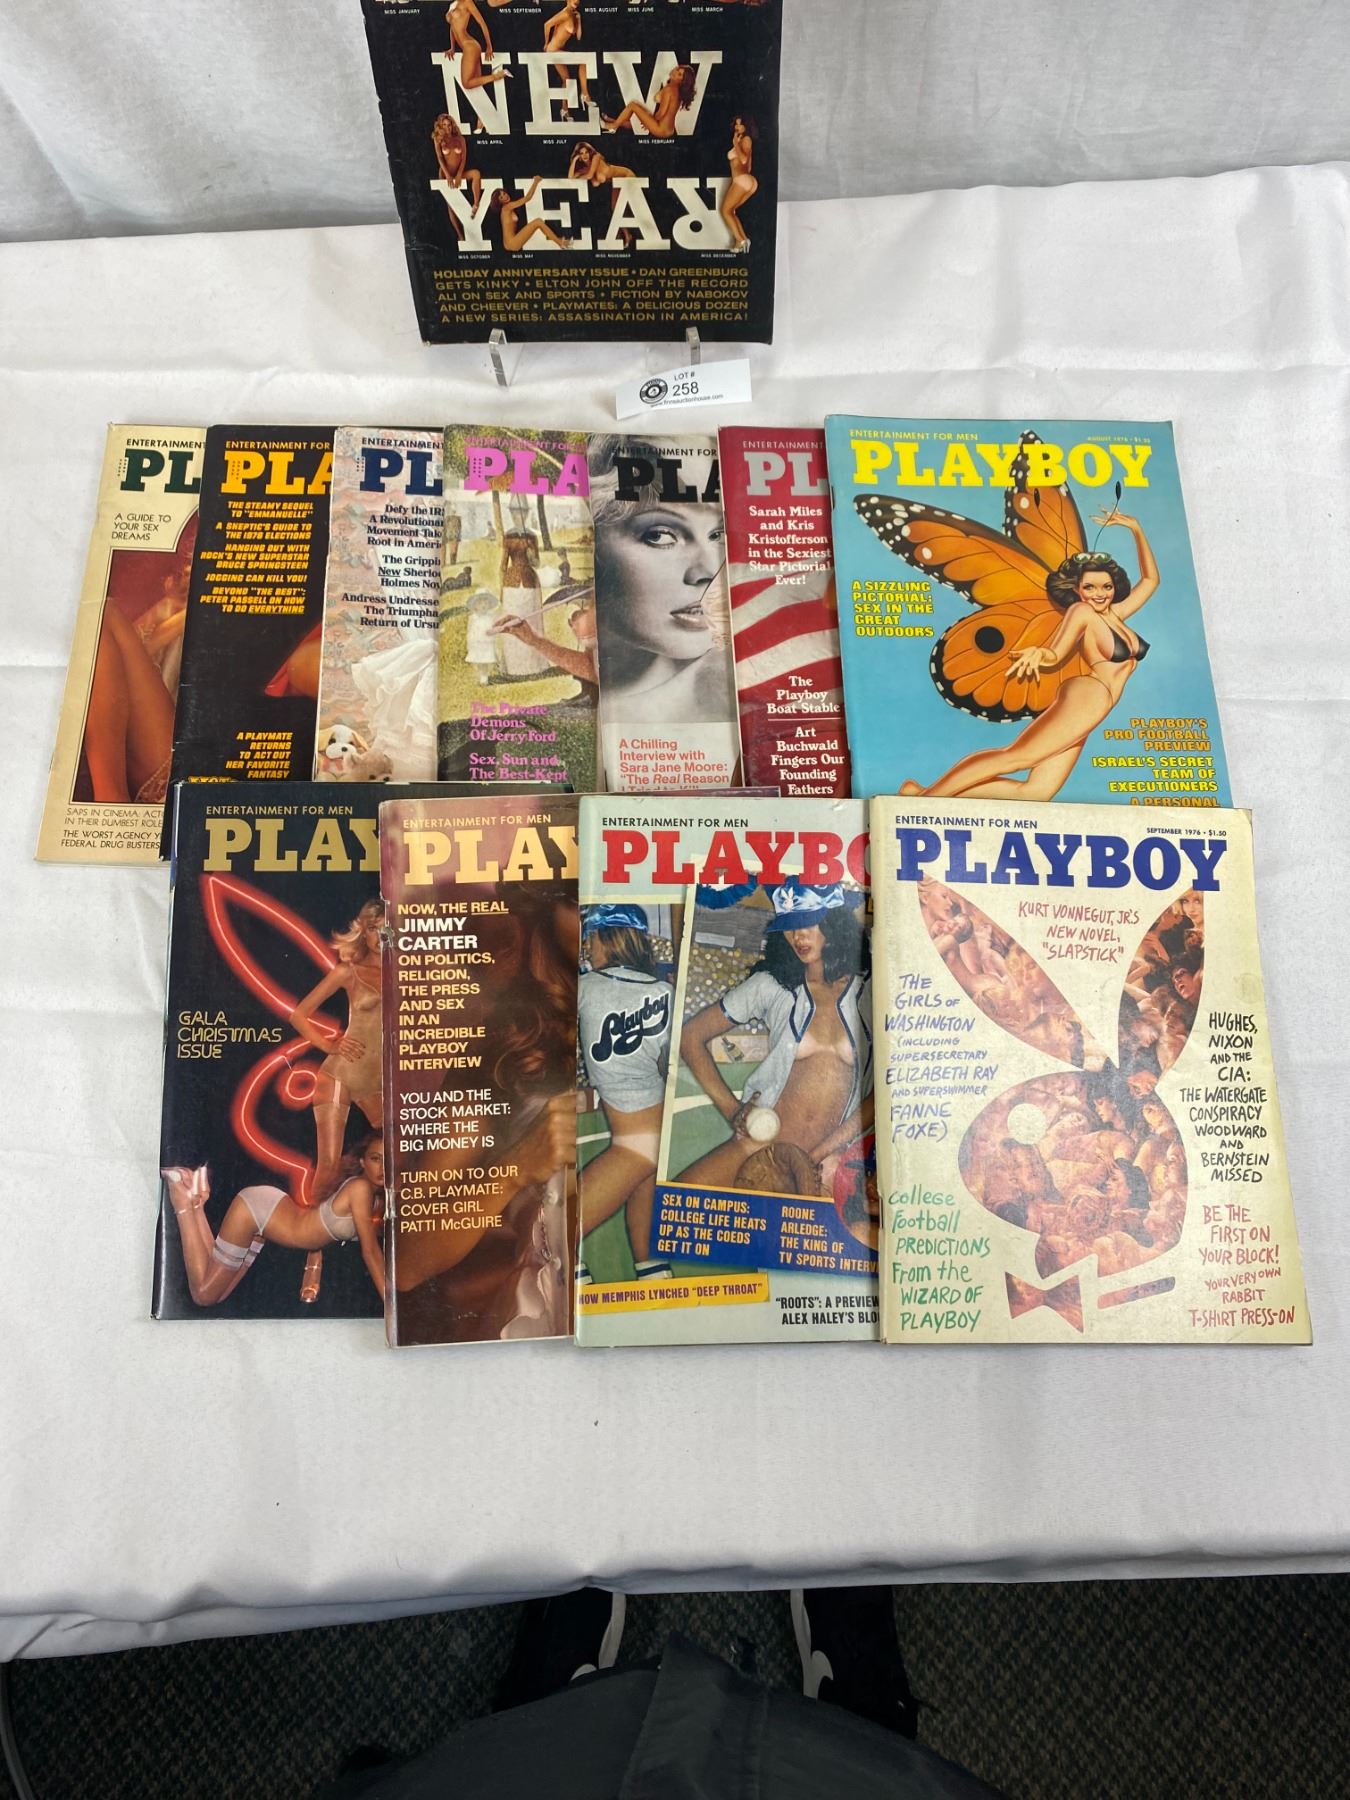 MISS JANUARY
MISS SEPTEMBER
MISS AUGUST
MISS JUNE
MISS MARCH
NEW
MISS APRIL
MISS JULY
MISS FEBRUARY
YEAR
MISS OCTOBER
MISS MAY
MISS NOVEMBER
MISS DECEMBER
HOLIDAY ANNIVERSARY ISSUE • DAN GREENBURG
GETS KINKY • ELTON JOHN OFF THE RECORD
ALI ON SEX AND SPORTS • FICTION BY NABOKOV
AND CHEEVER • PLAYMATES: A DELICIOUS DOZEN
A NEW SERIES: ASSASSINATION IN AMERICA!
LOT #
258
ENTERTAINMENT
PL
A GUIDE TO
YOUR SEX
DREAMS
SAPS IN CINEMA:
IN THEIR DUMBEST ROLE
THE WORST AGENCY
FEDERAL DRUG BUSTERS
ENTERTAINMENT FOR
PLA
THE STEAMY SEQUEL
TO "EMMANUELLE"
A SKEPTIC'S GUIDE TO
THE 1976 ELECTIONS
HANGING OUT WITH
ROCK'S NEW SUPERSTAR
BRUCE SPRINGSTEEN
JOGGING CAN KILL YOU!
BEYOND "THE BEST":
PETER PASSELL ON HOW
TO DO EVERYTHING
A PLAYMATE
RETURNS
TO ACT OUT
HER FAVORITE
FANTASY
ENTERTAINMENT
PL
Defy the IR
A Revolutionar
Movement
Root in Ameri
The Grippi
New Sherlo
Holmes No
Andress Undresse
The Triumpha
Return of Ursu
ENTERTAINMENT FOR
PLA
The Private
Demons
Of Jerry Ford
Sex, Sun and
The Best-Kept
ENTERTAINMENT FOR
PLA
A Chilling
Interview with
Sara Jane Moore:
"The Real Reason
I Tried to Kill
ENTERTAINMENT
PL
Sarah Miles
and Kris
Kristofferson
in the Sexiest
Star Pictorial
Ever!
The
Playboy
Boat Stable
Art
Buchwald
Fingers Our
Founding
Fathers
ENTERTAINMENT FOR MEN
AUGUST 1976 • $1.25
PLAYBOY
A SIZZLING
PICTORIAL:
SEX IN THE
GREAT
OUTDOORS
PLAYBOY'S
PRO FOOTBALL
PREVIEW
ISRAEL'S SECRET
TEAM OF
EXECUTIONERS
A PERSONAL
ENTERTAINMENT FOR MEN
PLAY
GALA
CHRISTMAS
ISSUE
ENTERTAINMENT FOR MEN
PLAY
NOW, THE REAL
JIMMY
CARTER
ON POLITICS,
RELIGION,
THE PRESS
AND SEX
IN AN
INCREDIBLE
PLAYBOY
INTERVIEW
YOU AND THE
STOCK MARKET:
WHERE THE
BIG MONEY IS
TURN ON TO OUR
C.B. PLAYMATE:
COVER GIRL
PATTI McGUIRE
ENTERTAINMENT FOR MEN
PLAYBO
Playboy
SEX ON CAMPUS:
COLLEGE LIFE HEATS
UP AS THE COEDS
GET IT ON
ROONE
ARLEDGE:
THE KING OF
TV SPORTS INTERV
HOW MEMPHIS LYNCHED "DEEP THROAT"
"ROOTS": A PREVIEW
ALEX HALEY'S BLO
ENTERTAINMENT FOR MEN
SEPTEMBER 1976 • $1.50
PLAYBOY
KURT VONNEGUT, JR'S
NEW NOVEL,
"SLAPSTICK"
THE
GIRLS OF
WASHINGTON
(INCLUDING
SUPERSECRETARY
ELIZABETH RAY
AND SUPERSWIMMER
FANNE
FOXE)
HUGHES,
NIXON
AND THE
CIA:
THE WATERGATE
CONSPIRACY
WOODWARD
AND
BERNSTEIN
MISSED
College
Football
PREDICTIONS
From the
WIZARD OF
PLAYBOY
BE THE
FIRST ON
YOUR BLOCK!
YOUR VERY OWN
RABBIT
T-SHIRT PRESS-ON